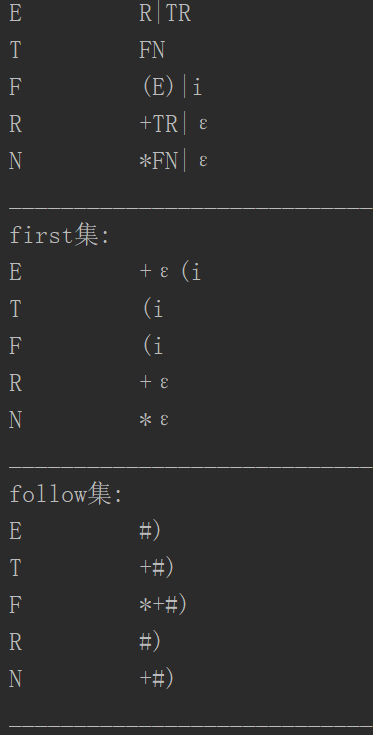 E R|TR
T FN
F (E)|i
R +TR|ε
N *FN|ε
first集:
E +ε(i
T (i
F (i
R +ε
N *ε
follow集:
E #)
T +#)
F *+#)
R #)
N +#)